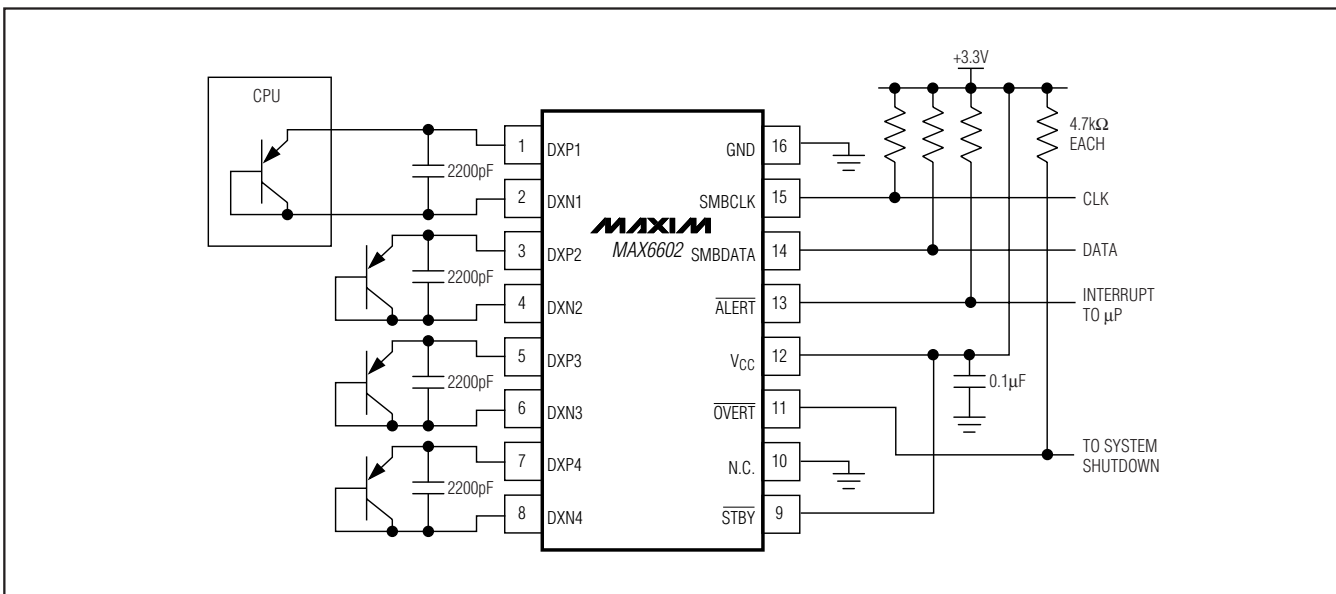 +3.3V
CPU
4.7kΩ
EACH
1
DXP1
2200pF
2
DXN1
3
DXP2
2200pF
4
DXN2
5
DXP3
2200pF
6
DXN3
7
DXP4
2200pF
8
DXN4
MAXIM
MAX6602
GND
16
SMBCLK
15
CLK
SMBDATA
14
DATA
ALERT
13
INTERRUPT
TO µP
VCC
12
0.1µF
OVERT
11
TO SYSTEM
SHUTDOWN
N.C.
10
STBY
9